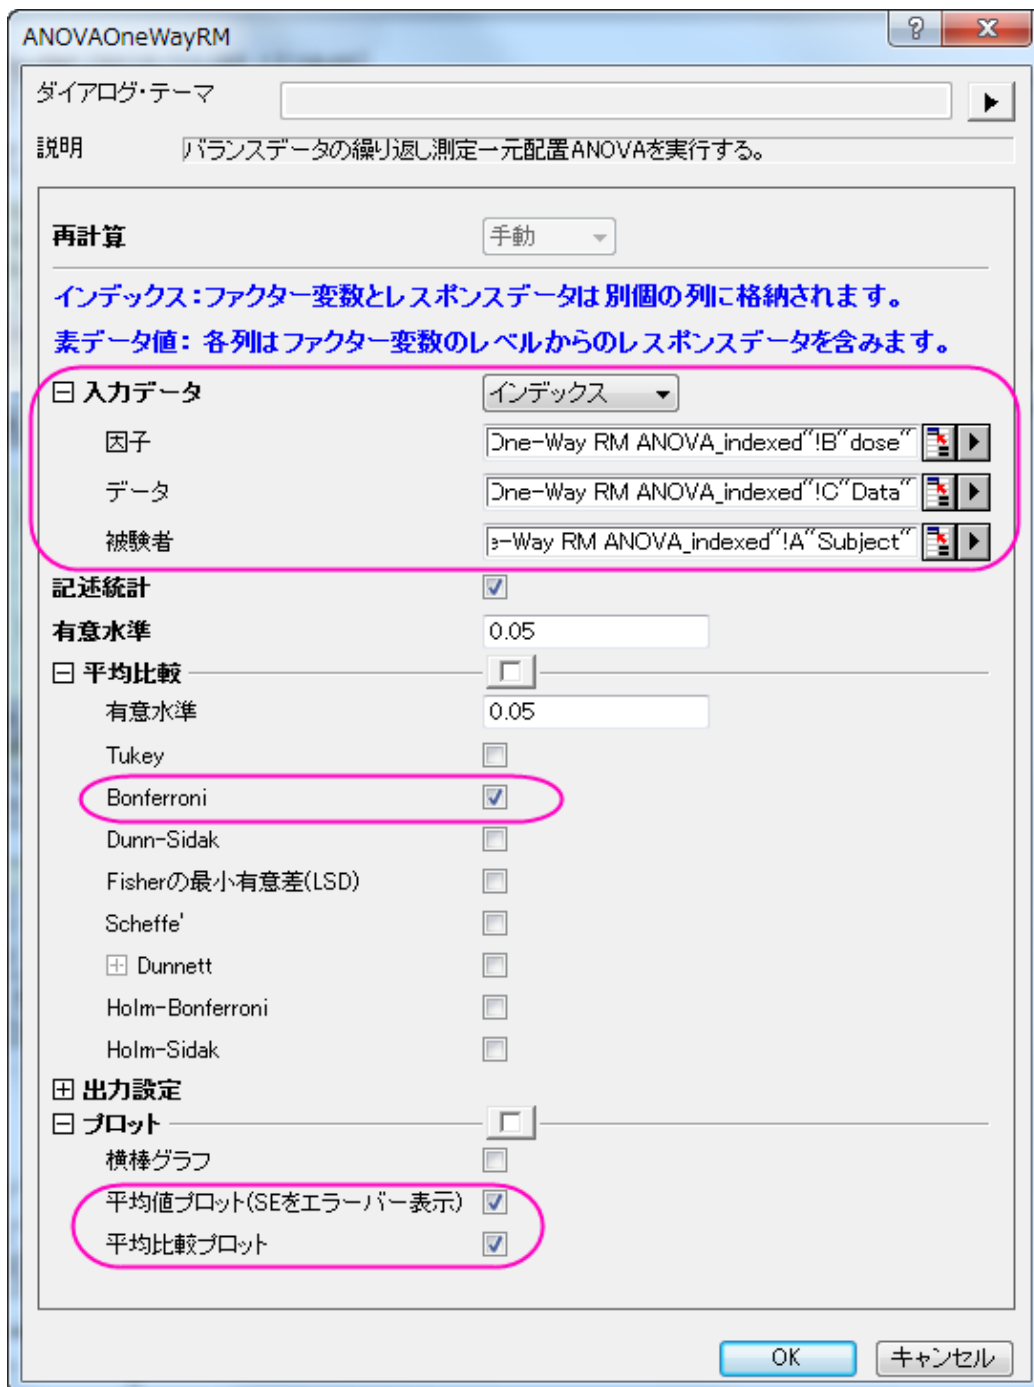 ANOVAOneWayRM
ダイアログ・テーマ
説明 バランスデータの繰り返し測定一元配置ANOVAを実行する。
再計算 手動
インデックス：ファクター変数とレスポンスデータは別個の列に格納されます。
素データ値： 各列はファクター変数のレベルからのレスポンスデータを含みます。
入力データ インデックス
因子 One-Way RM ANOVA_indexed"!B"dose"
データ One-Way RM ANOVA_indexed"!C"Data"
被験者 e-Way RM ANOVA_indexed"!A"Subject"
記述統計
有意水準 0.05
平均比較
有意水準 0.05
Tukey
Bonferroni
Dunn-Sidak
Fisherの最小有意差(LSD)
Scheffe'
Dunnett
Holm-Bonferroni
Holm-Sidak
出力設定
プロット
横棒グラフ
平均値プロット(SEをエラーバー表示)
平均比較プロット
OK キャンセル